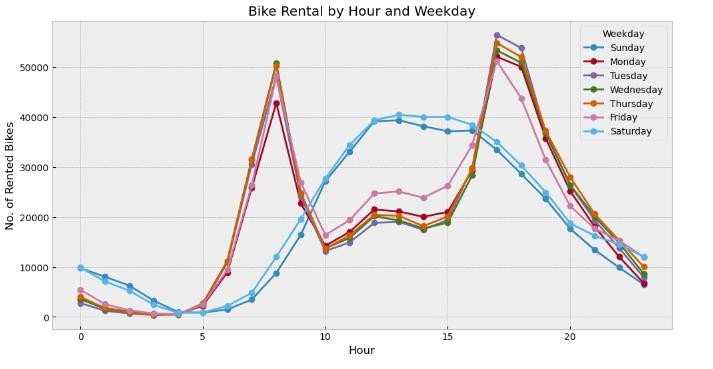 Bike Rental by Hour and Weekday
No. of Rented Bikes
50000
40000
30000
20000
10000
0
0
5
10
15
20
Hour
Weekday
Sunday
Monday
Tuesday
Wednesday
Thursday
Friday
Saturday